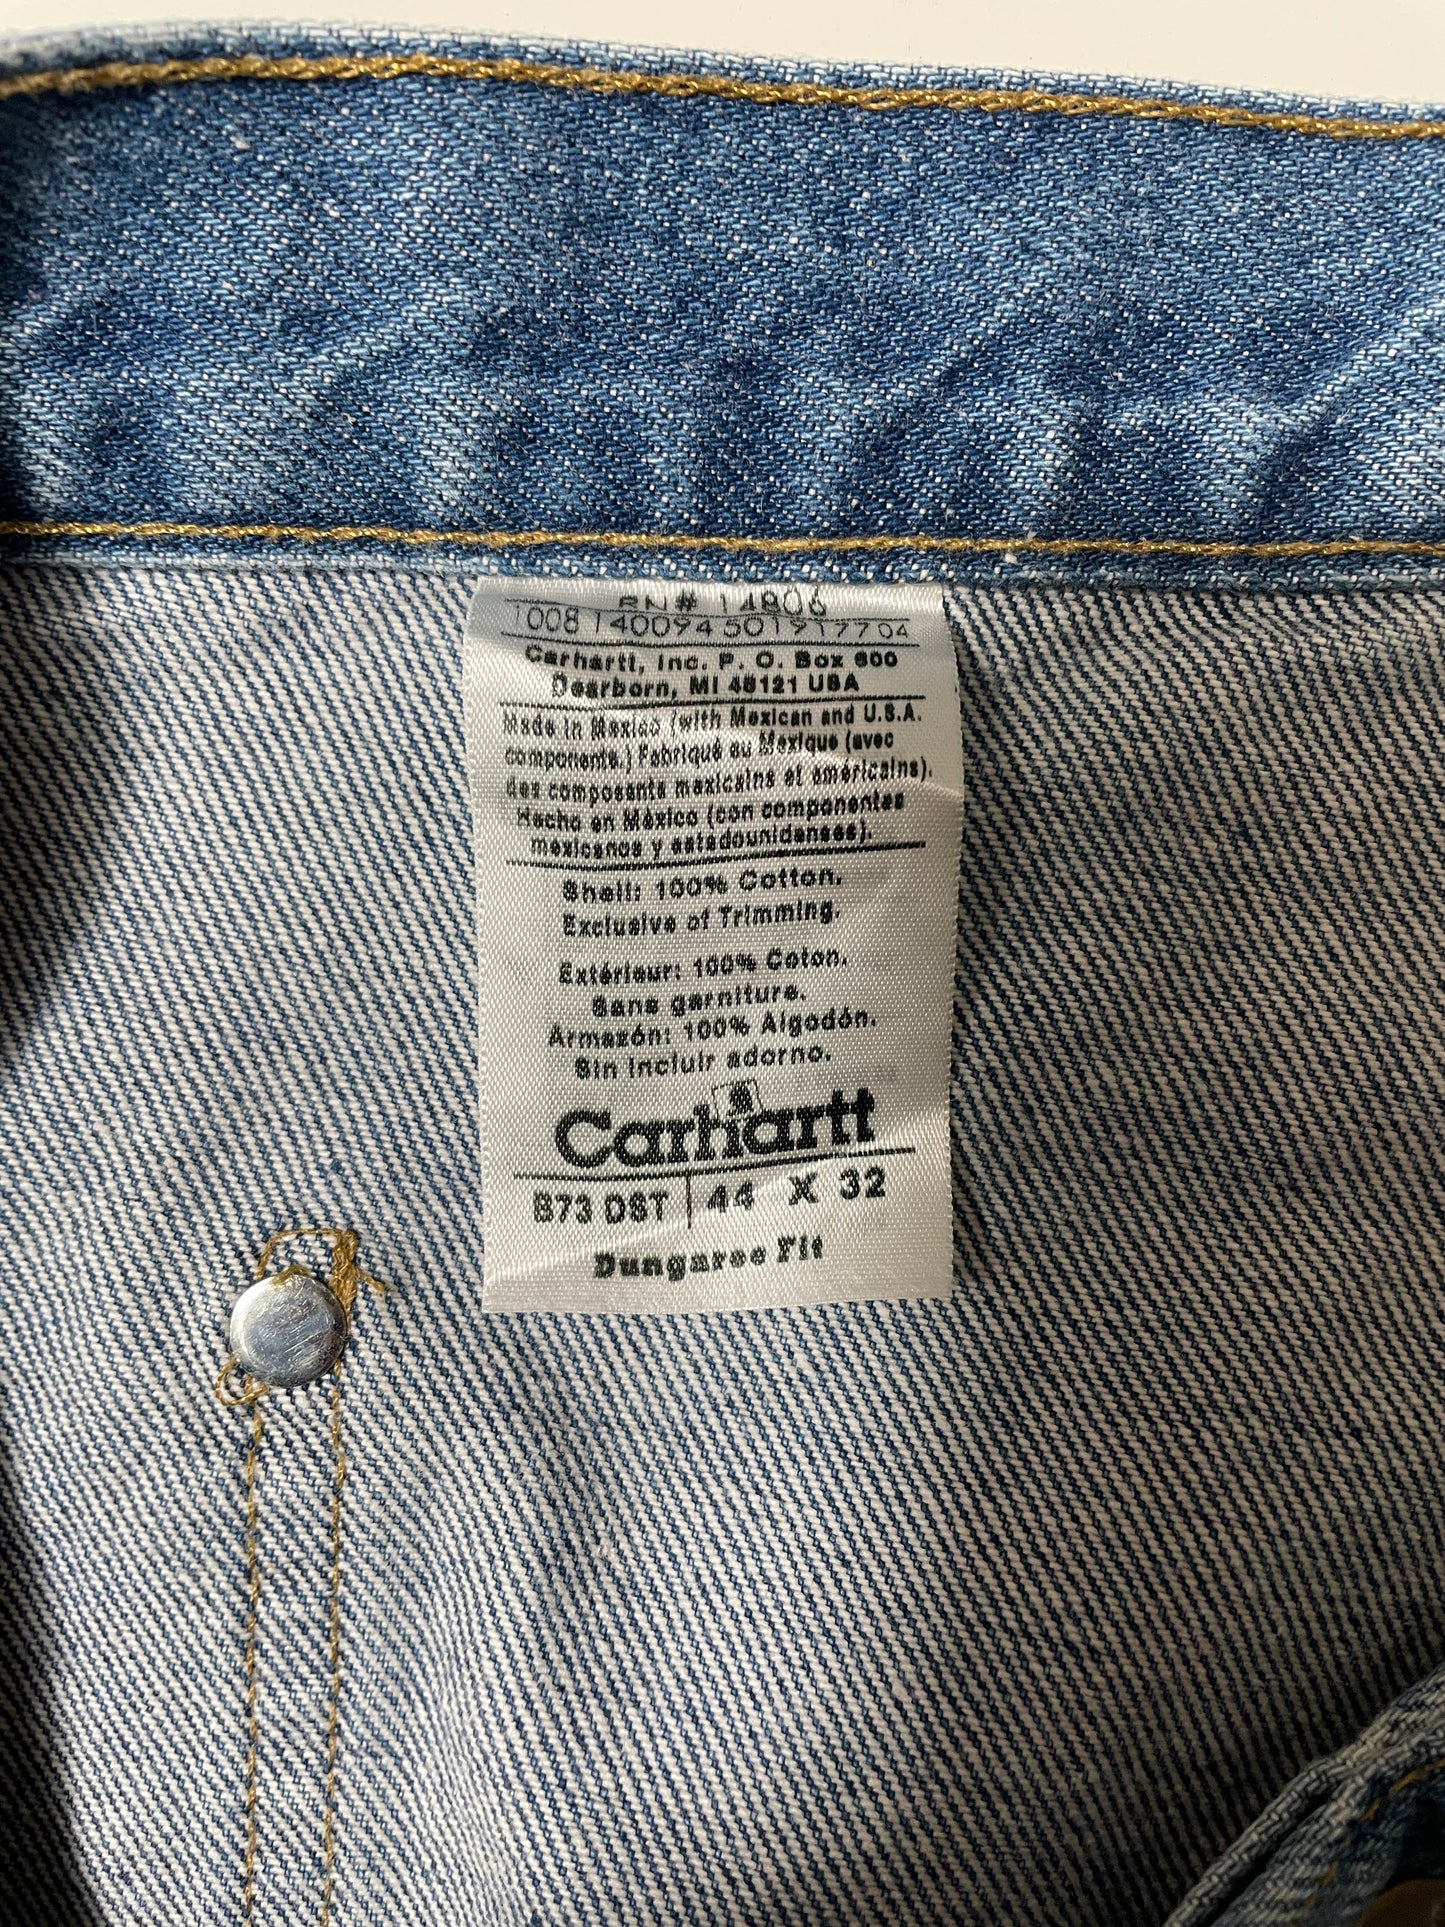 RN# 14806
1008140094501917704
Carhartt, Inc. P. O. Box 600
Dearborn, MI 48121 USA
Made in Mexico (with Mexican and U.S.A.
components.) Fabriqué au Mexique (avec
des composants mexicains et américains).
Hecho en México (con componentes
mexicanos y estadounidenses).
Shell: 100% Cotton.
Exclusive of Trimming.
Extérieur: 100% Coton.
Sans garniture.
Armazón: 100% Algodón.
Sin incluir adorno.
Carhartt
B73 DST | 44 X 32
Dungaree Fit